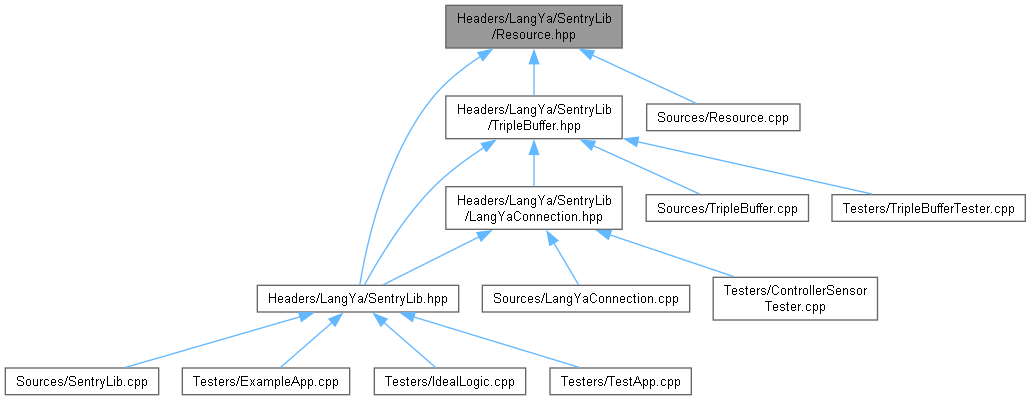 Headers/LangYa/SentryLib
/Resource.hpp
Headers/LangYa/SentryLib
/TripleBuffer.hpp
Sources/Resource.cpp
Headers/LangYa/SentryLib
/LangYaConnection.hpp
Sources/TripleBuffer.cpp
Testers/TripleBufferTester.cpp
Headers/LangYa/SentryLib.hpp
Sources/LangYaConnection.cpp
Testers/ControllerSensor
Tester.cpp
Sources/SentryLib.cpp
Testers/ExampleApp.cpp
Testers/IdealLogic.cpp
Testers/TestApp.cpp